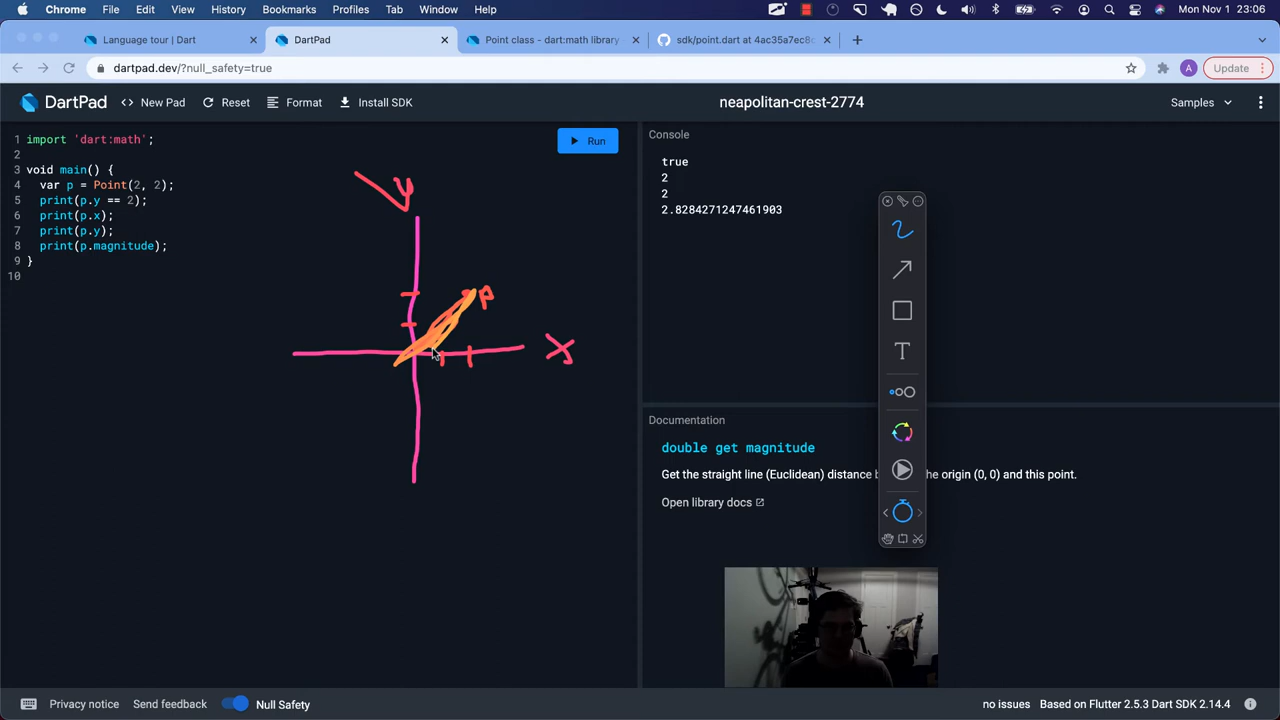 Chrome File Edit View History Bookmarks Profiles Tab Window Help Mon Nov 1 23:06
Language tour | Dart
DartPad
Point class - dart:math library
sdk/point.dart at 4ac35a7ec8c
dartpad.dev/?null_safety=true
A
Update
DartPad
<> New Pad
Reset
Format
Install SDK
neapolitan-crest-2774
Samples
1 import 'dart:math';
2
3 void main() {
4 var p = Point(2, 2);
5 print(p.y == 2);
6 print(p.x);
7 print(p.y);
8 print(p.magnitude);
9 }
10
Run
y
p
x
Console
true
2
2
2.8284271247461903
T
Documentation
double get magnitude
Get the straight line (Euclidean) distance b he origin (0, 0) and this point.
Open library docs
Privacy notice
Send feedback
Null Safety
no issues
Based on Flutter 2.5.3 Dart SDK 2.14.4